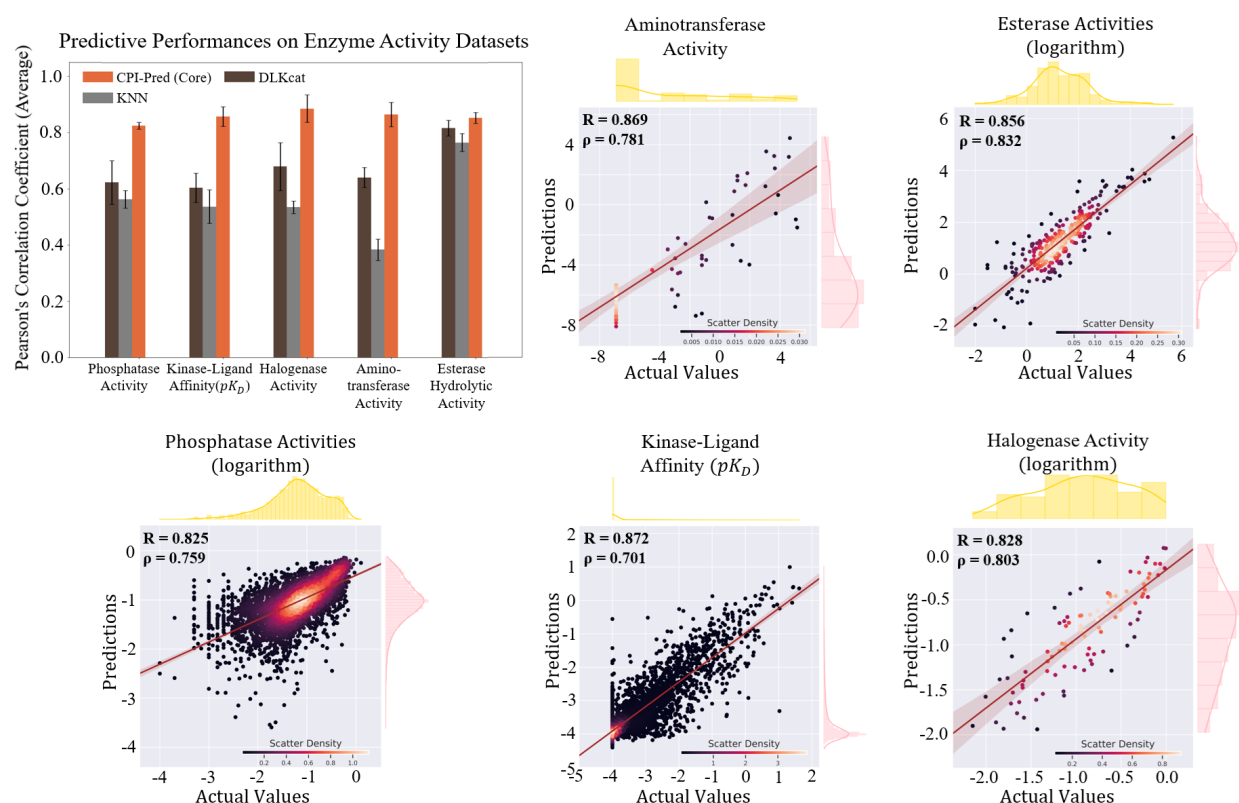 Predictive Performances on Enzyme Activity Datasets
Pearson's Correlation Coefficient (Average)
1.0
0.8
0.6
0.4
0.2
0.0
CPI-Pred (Core)
DLKcat
KNN
Phosphatase
Activity
Kinase-Ligand
Affinity(pK_D)
Halogenase
Activity
Amino-
transferase
Activity
Esterase
Hydrolytic
Activity
Aminotransferase
Activity
R = 0.869
ρ = 0.781
Predictions
4
0
-4
-8
Scatter Density
0.005 0.010 0.015 0.020 0.025 0.030
-8 -4 0 4
Actual Values
Esterase Activities
(logarithm)
R = 0.856
ρ = 0.832
Predictions
6
4
2
0
-2
Scatter Density
0.05 0.10 0.15 0.20 0.25 0.30
-2 0 2 4 6
Actual Values
Phosphatase Activities
(logarithm)
R = 0.825
ρ = 0.759
Predictions
0
-1
-2
-3
-4
Scatter Density
0.2 0.4 0.6 0.8 1.0
-4 -3 -2 -1 0
Actual Values
Kinase-Ligand
Affinity (pK_D)
R = 0.872
ρ = 0.701
Predictions
2
1
0
-1
-2
-3
-4
-5
Scatter Density
1 2 3
-5 -4 -3 -2 -1 0 1 2
Actual Values
Halogenase Activity
(logarithm)
R = 0.828
ρ = 0.803
Predictions
0.0
-0.5
-1.0
-1.5
-2.0
Scatter Density
0.2 0.4 0.6 0.8
-2.0 -1.5 -1.0 -0.5 0.0
Actual Values